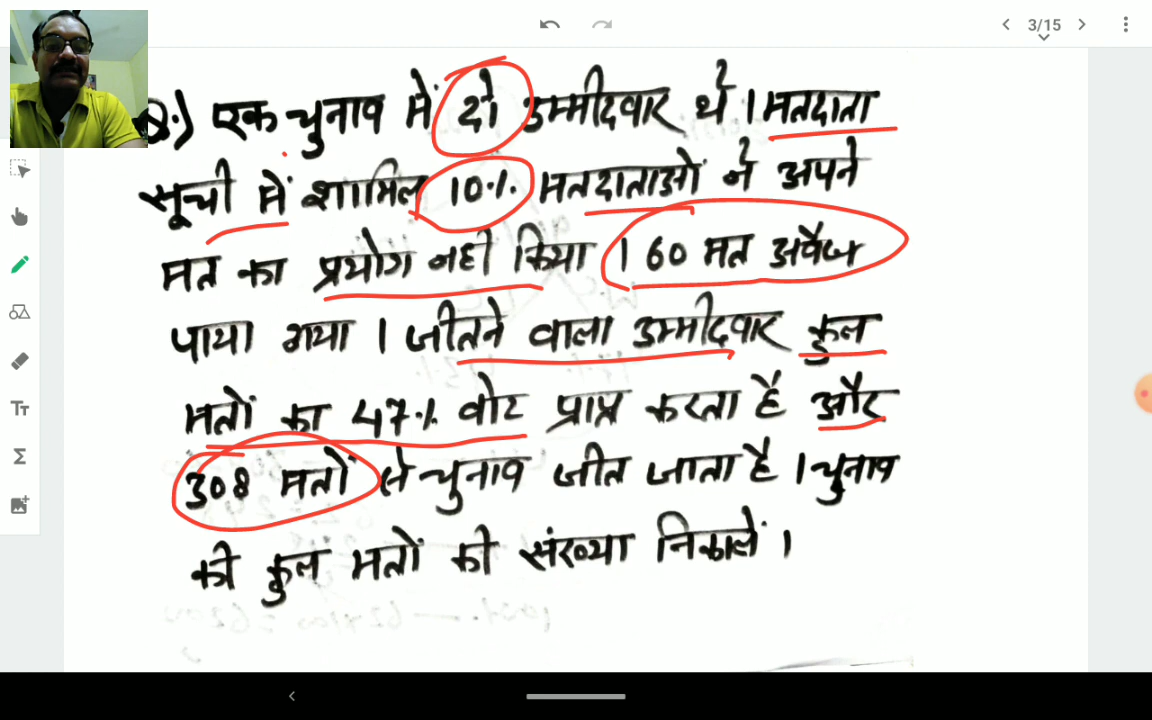 3/15
Q.) एक चुनाव में दो उम्मीदवार थे । मतदाता
सूची में शामिल 10% मतदाताओं ने अपने
मत का प्रयोग नहीं किया । 60 मत अवैध
पाया गया । जीतने वाला उम्मीदवार कुल
मतों का 47% वोट प्राप्त करता है और
308 मतों से चुनाव जीत जाता है । चुनाव
की कुल मतों की संख्या निकालें ।
Tт
Σ